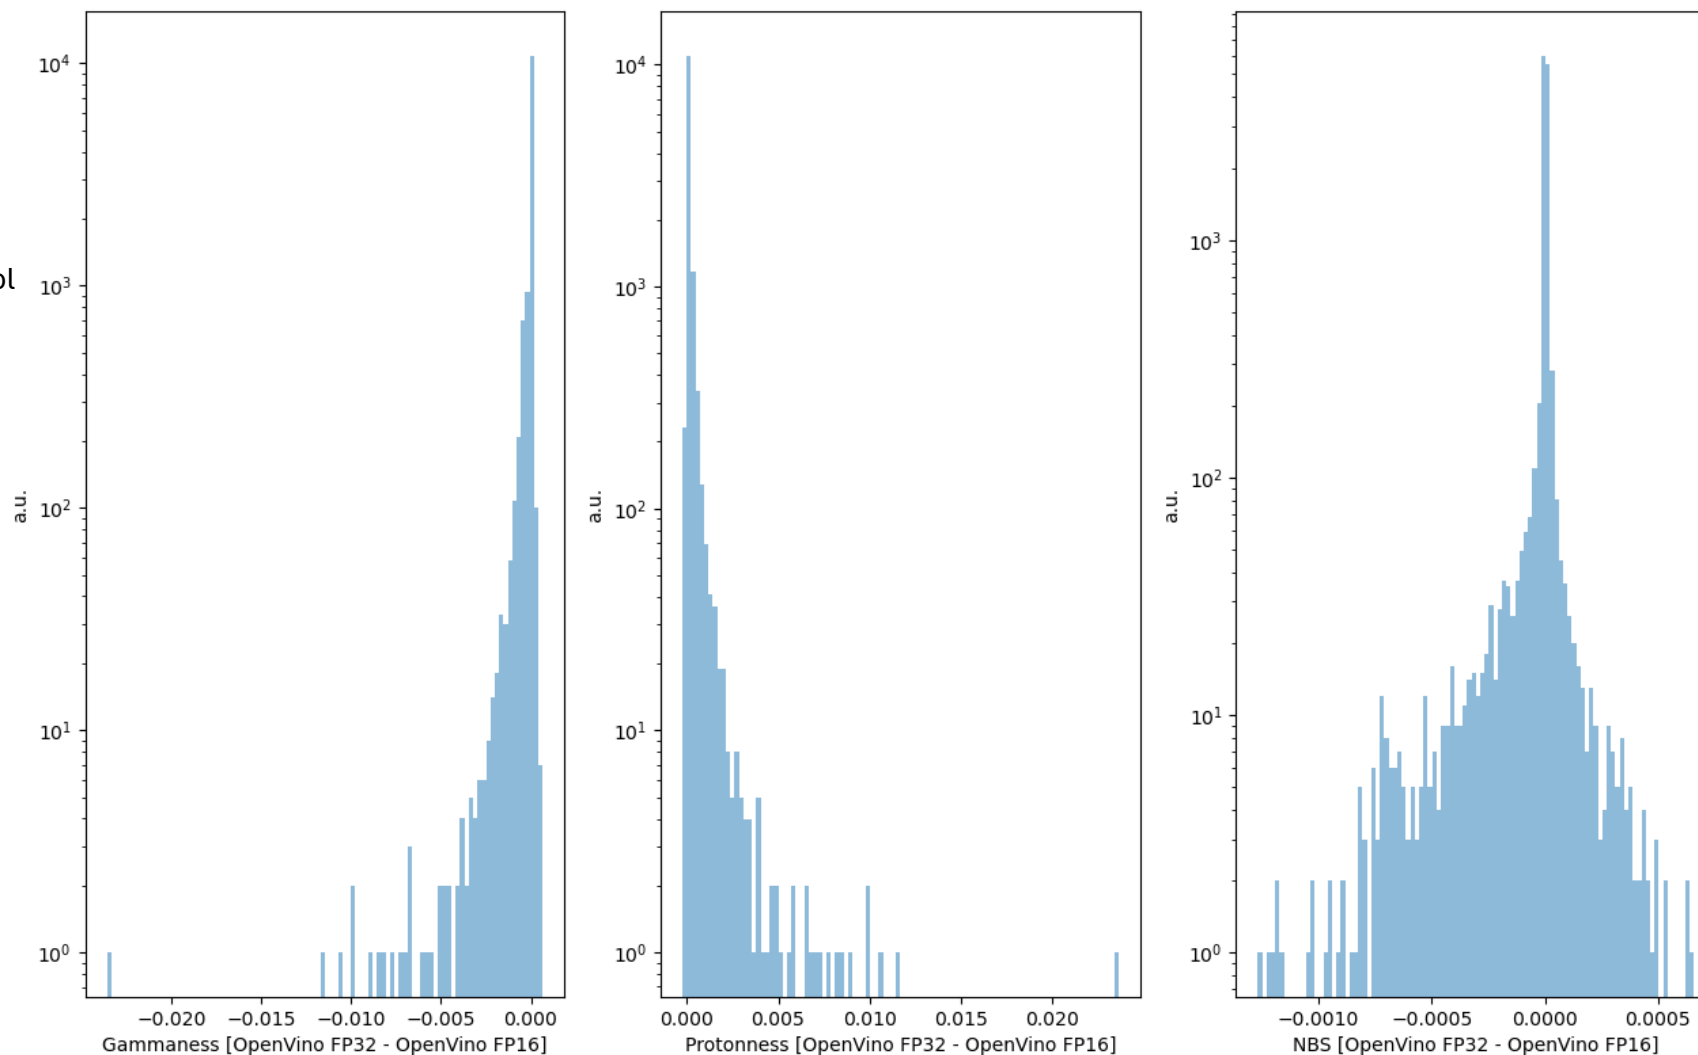 ol
a.u.
10⁴
10³
10²
10¹
10⁰
−0.020 −0.015 −0.010 −0.005 0.000
Gammaness [OpenVino FP32 - OpenVino FP16]
a.u.
10⁴
10³
10²
10¹
10⁰
0.000 0.005 0.010 0.015 0.020
Protonness [OpenVino FP32 - OpenVino FP16]
a.u.
10³
10²
10¹
10⁰
−0.0010 −0.0005 0.0000 0.0005
NBS [OpenVino FP32 - OpenVino FP16]